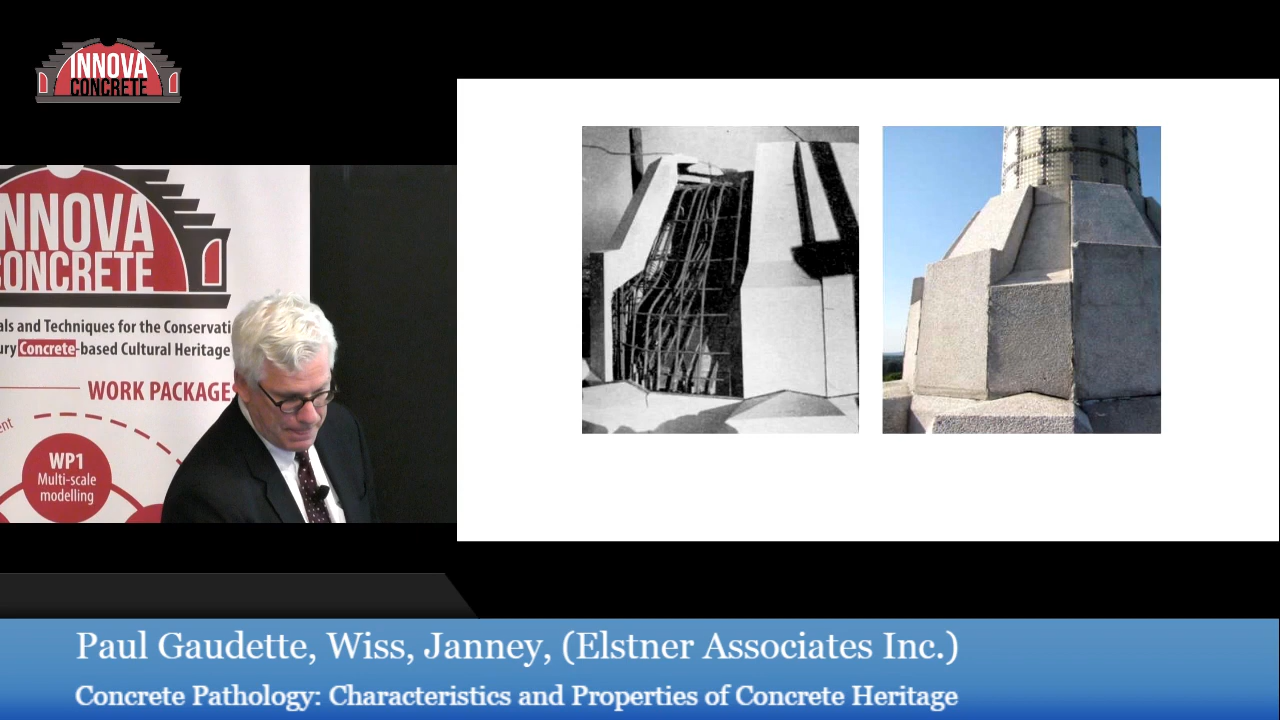 INNOVA
CONCRETE
INNOVA
CONCRETE
als and Techniques for the Conservati
ury Concrete-based Cultural Heritage
WORK PACKAGES
ent
WP1
Multi-scale
modelling
Paul Gaudette, Wiss, Janney, (Elstner Associates Inc.)
Concrete Pathology: Characteristics and Properties of Concrete Heritage